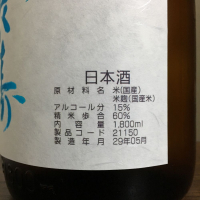 日本酒
原材料名 米(国産)
米麹(国産米)
アルコール分 15%
精米歩合 60%
内容量 1,800ml
製品コード 21150
製造年月 29年05月